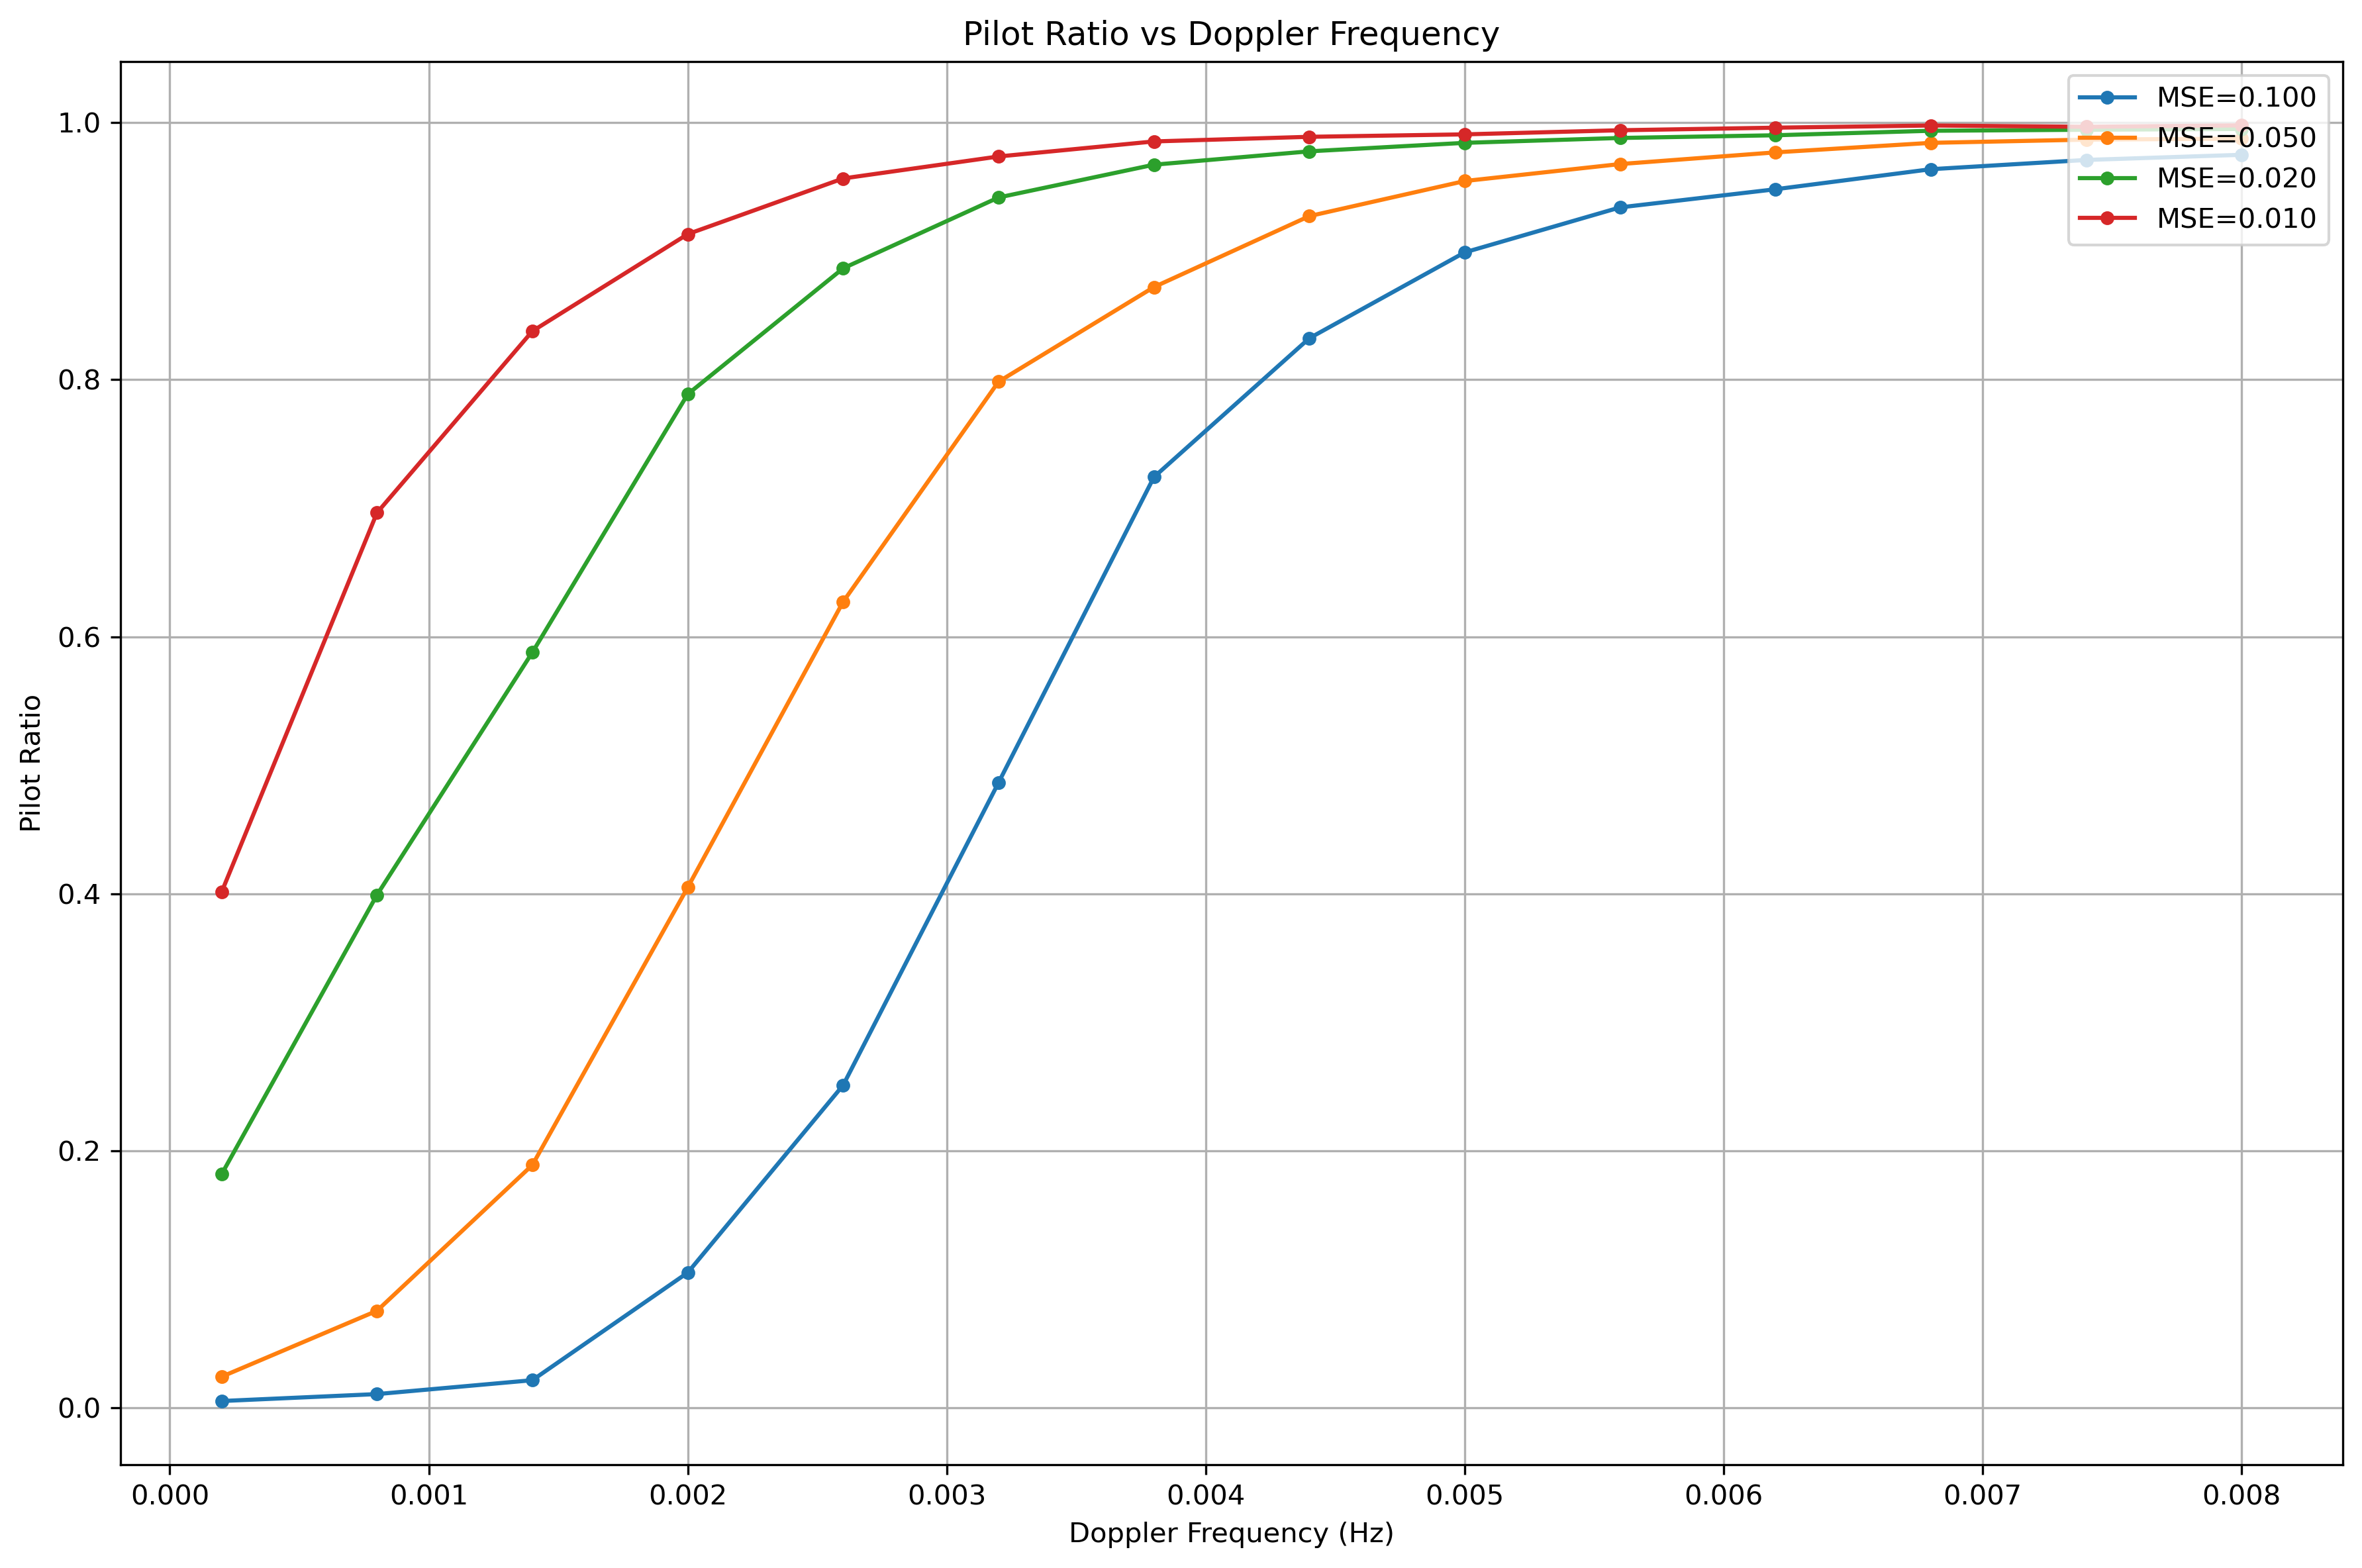 Pilot Ratio vs Doppler Frequency
MSE=0.100
MSE=0.050
MSE=0.020
MSE=0.010
1.0
0.8
0.6
0.4
0.2
0.0
Pilot Ratio
0.000 0.001 0.002 0.003 0.004 0.005 0.006 0.007 0.008
Doppler Frequency (Hz)